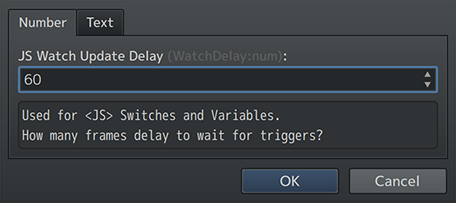 Number
Text
JS Watch Update Delay (WatchDelay:num):
60
Used for <JS> Switches and Variables.
How many frames delay to wait for triggers?
OK
Cancel